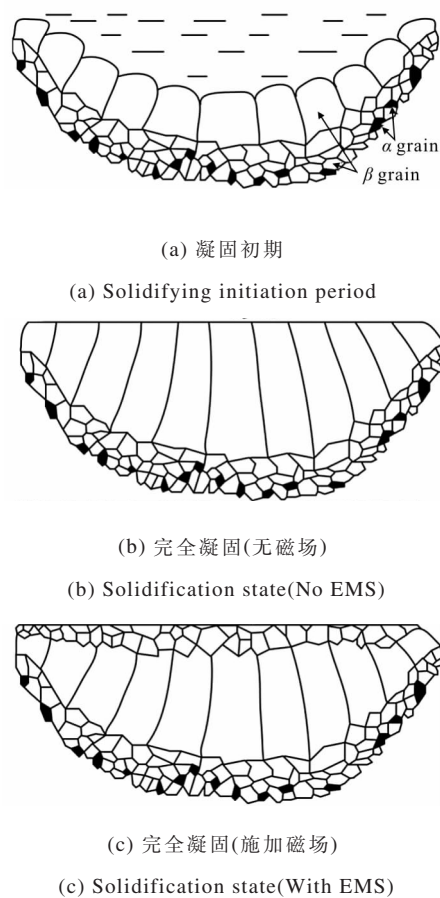 α grain
β grain
(a) 凝固初期
(a) Solidifying initiation period
(b) 完全凝固(无磁场)
(b) Solidification state(No EMS)
(c) 完全凝固(施加磁场)
(c) Solidification state(With EMS)